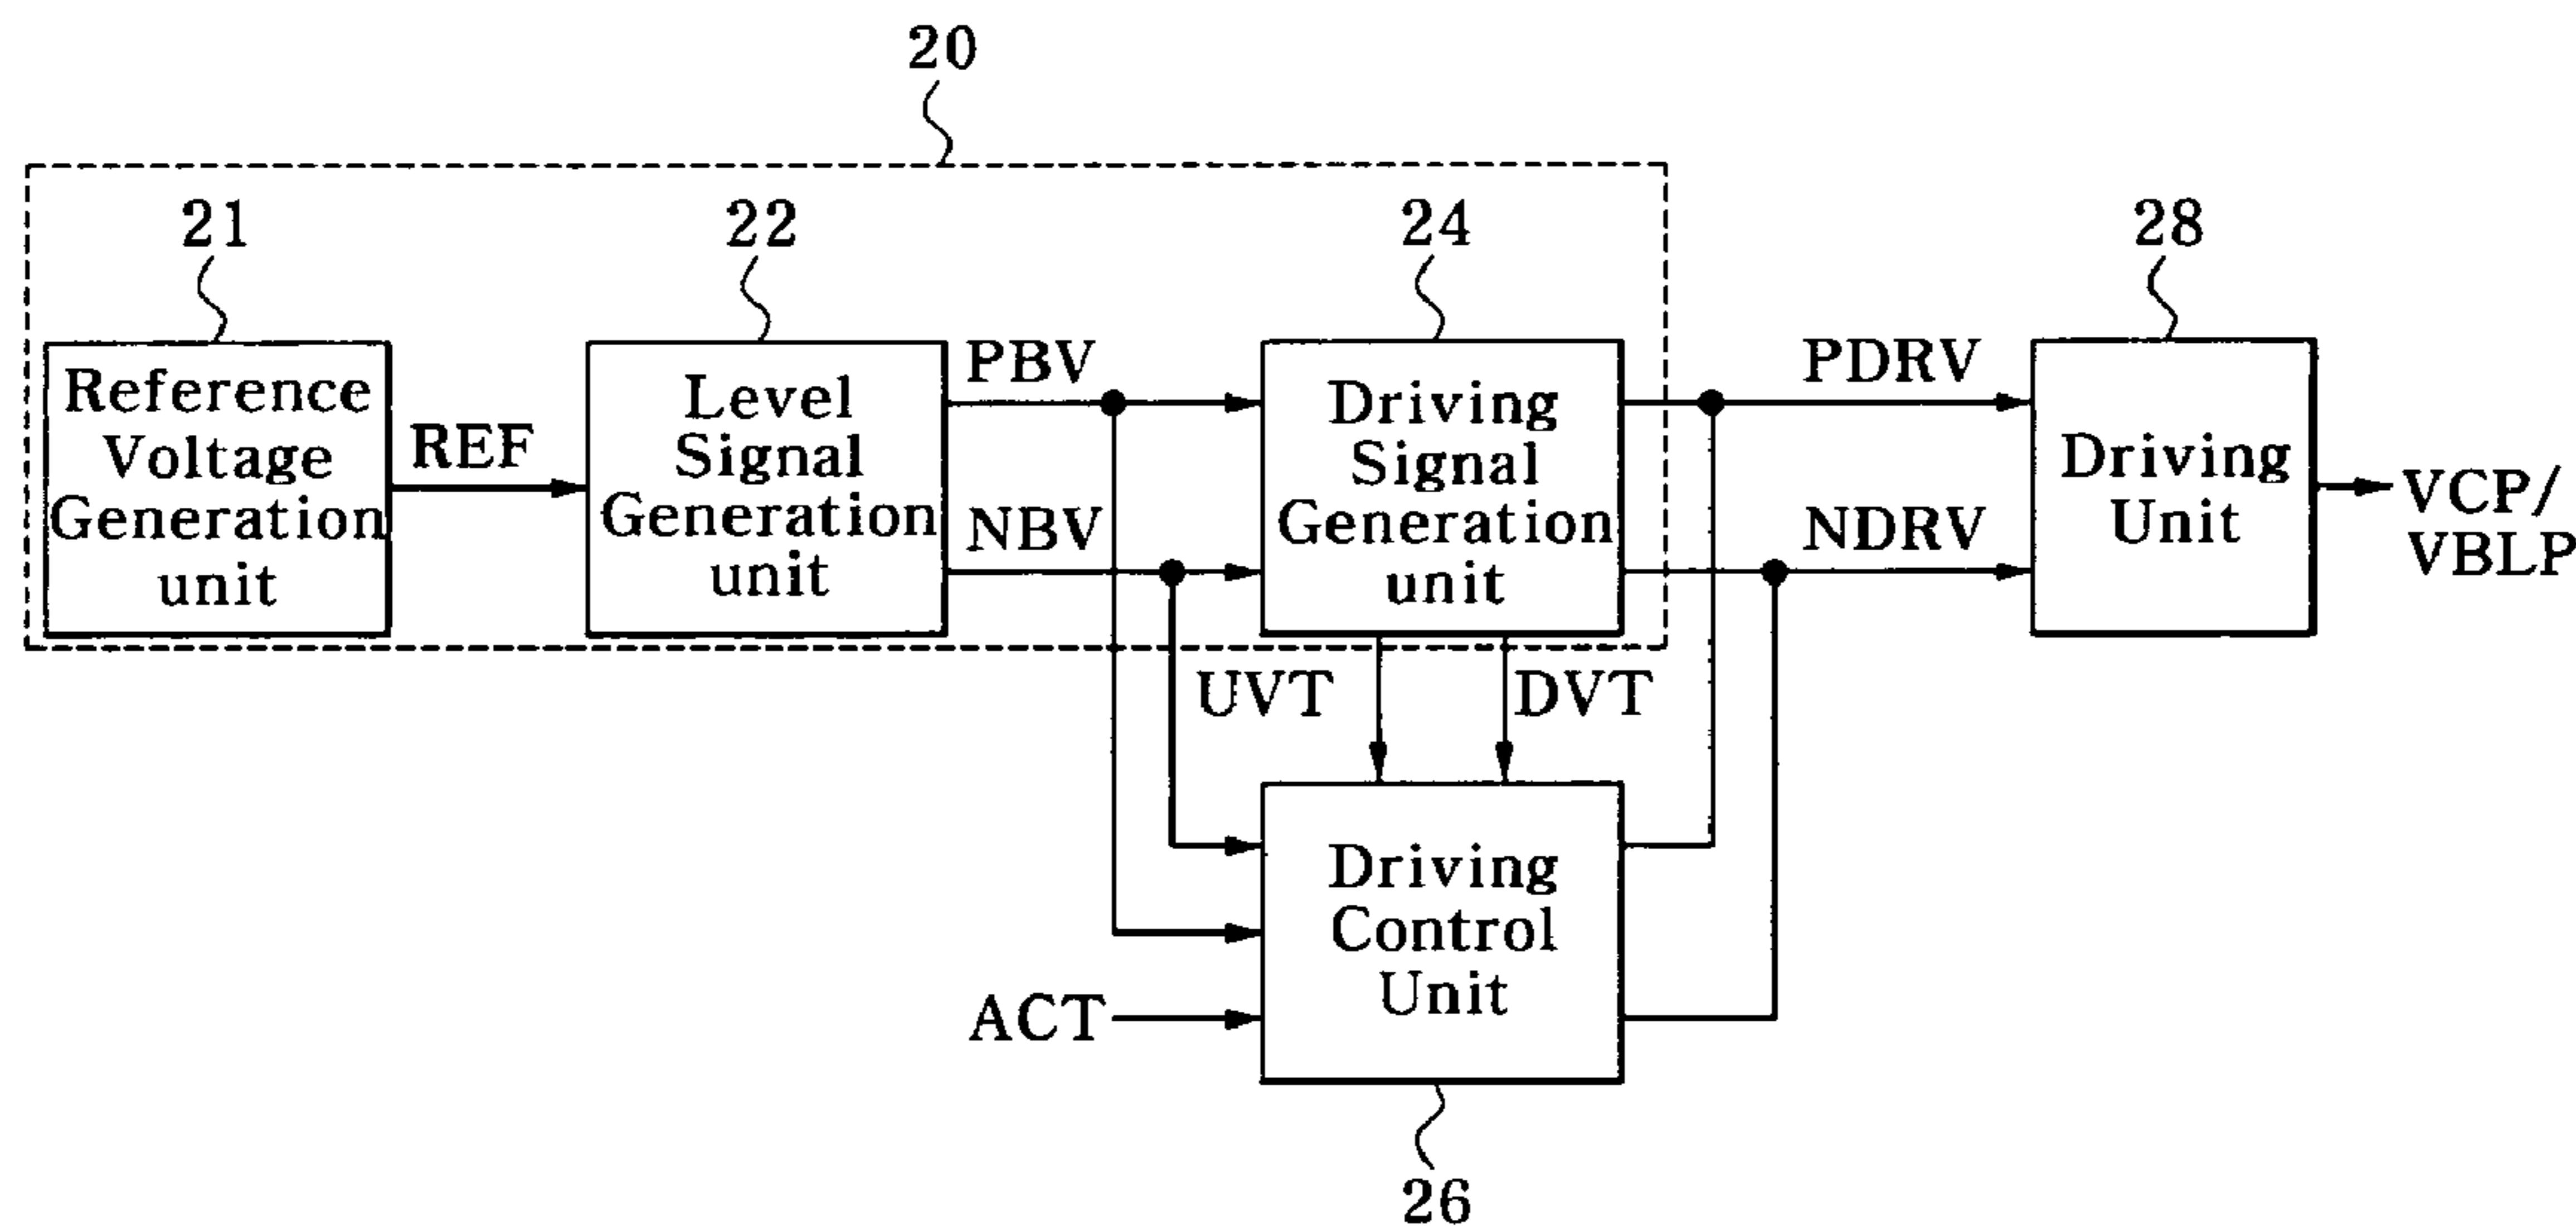 20
21
22
24
28
Reference
Voltage
Generation
unit
REF
Level
Signal
Generation
unit
PBV
NBV
Driving
Signal
Generation
unit
PDRV
NDRV
Driving
Unit
VCP/
VBLP
UVT
DVT
Driving
Control
Unit
ACT
26